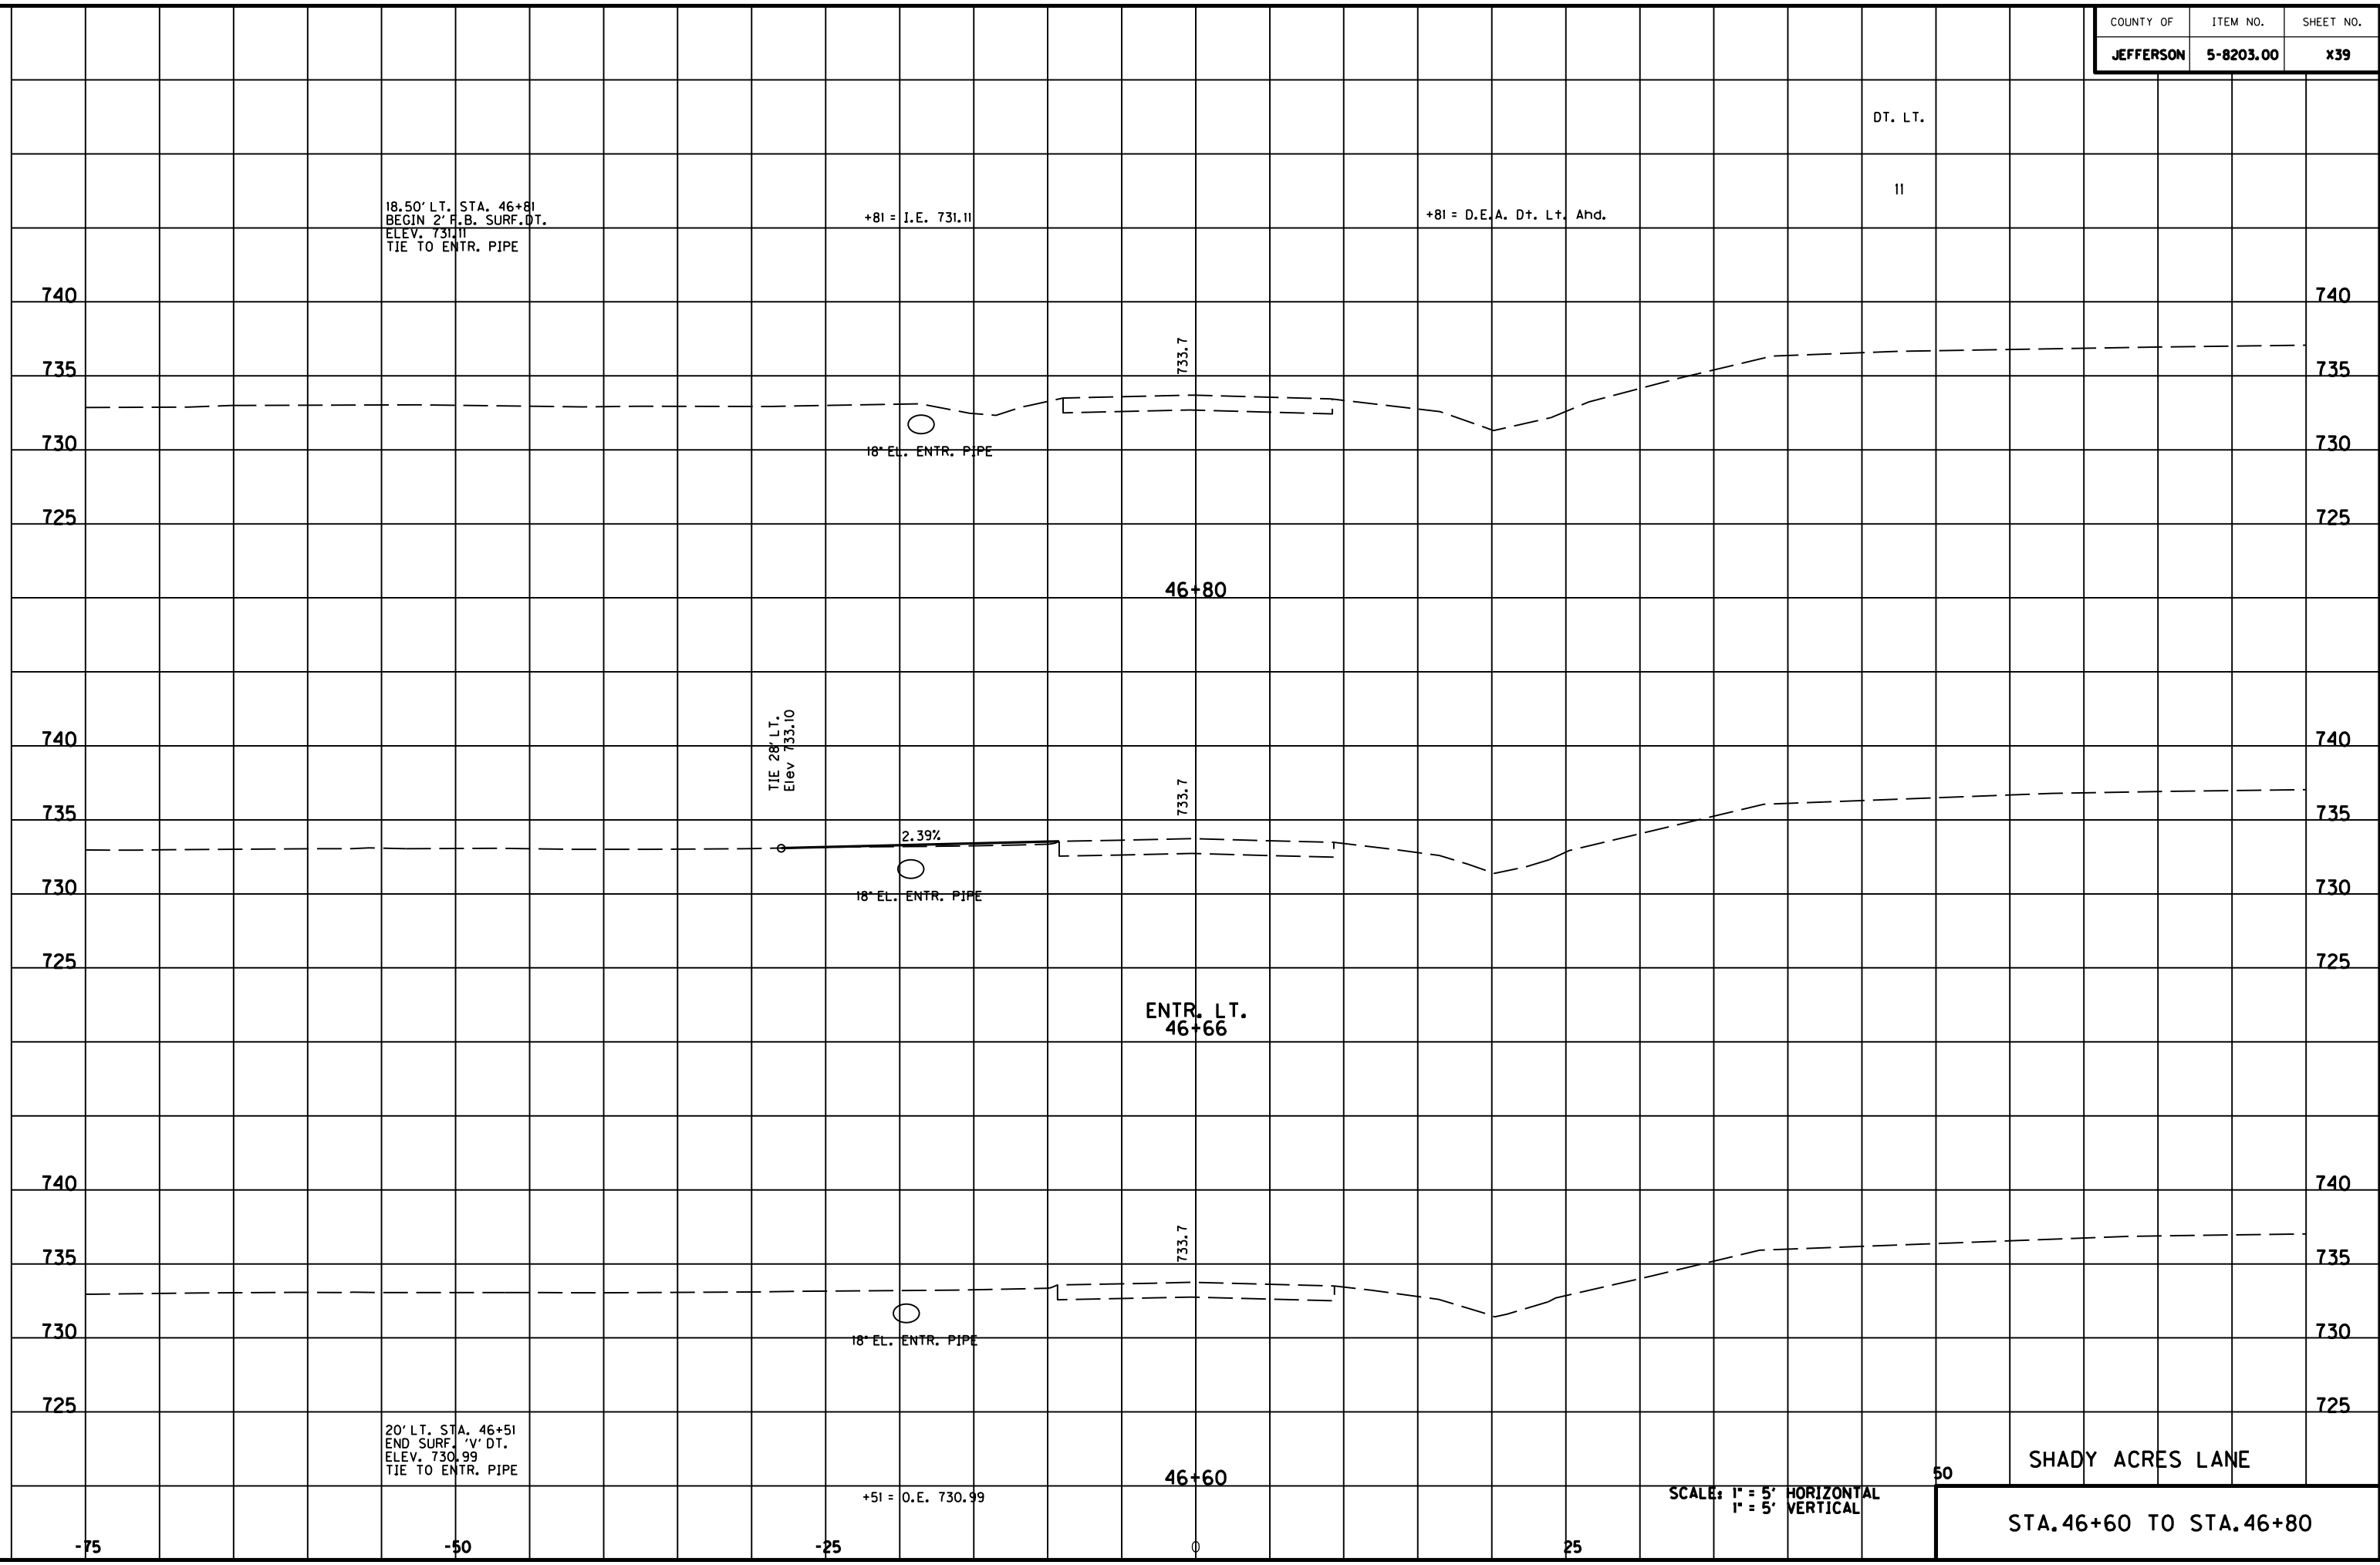 COUNTY OF ITEM NO. SHEET NO.
JEFFERSON 5-8203.00 X39
DT. LT.
11
18.50' LT. STA. 46+81
BEGIN 2' F.B. SURF.DT.
ELEV. 731.11
TIE TO ENTR. PIPE
+81 = I.E. 731.11
+81 = D.E.A. Dt. Lt. Ahd.
740 740
733.7
735 735
18" EL. ENTR. PIPE
730 730
725 725
46+80
TIE 28' LT.
Elev 733.10
740 740
733.7
735 735
2.39%
18" EL. ENTR. PIPE
730 730
725 725
ENTR. LT.
46+66
740 740
733.7
735 735
730 730
18" EL. ENTR. PIPE
725 725
20' LT. STA. 46+51
END SURF. 'V' DT.
ELEV. 730.99
TIE TO ENTR. PIPE
46+60
+51 = O.E. 730.99
SHADY ACRES LANE
50
SCALE: 1" = 5' HORIZONTAL
1" = 5' VERTICAL
STA.46+60 TO STA.46+80
-75 -50 -25 0 25